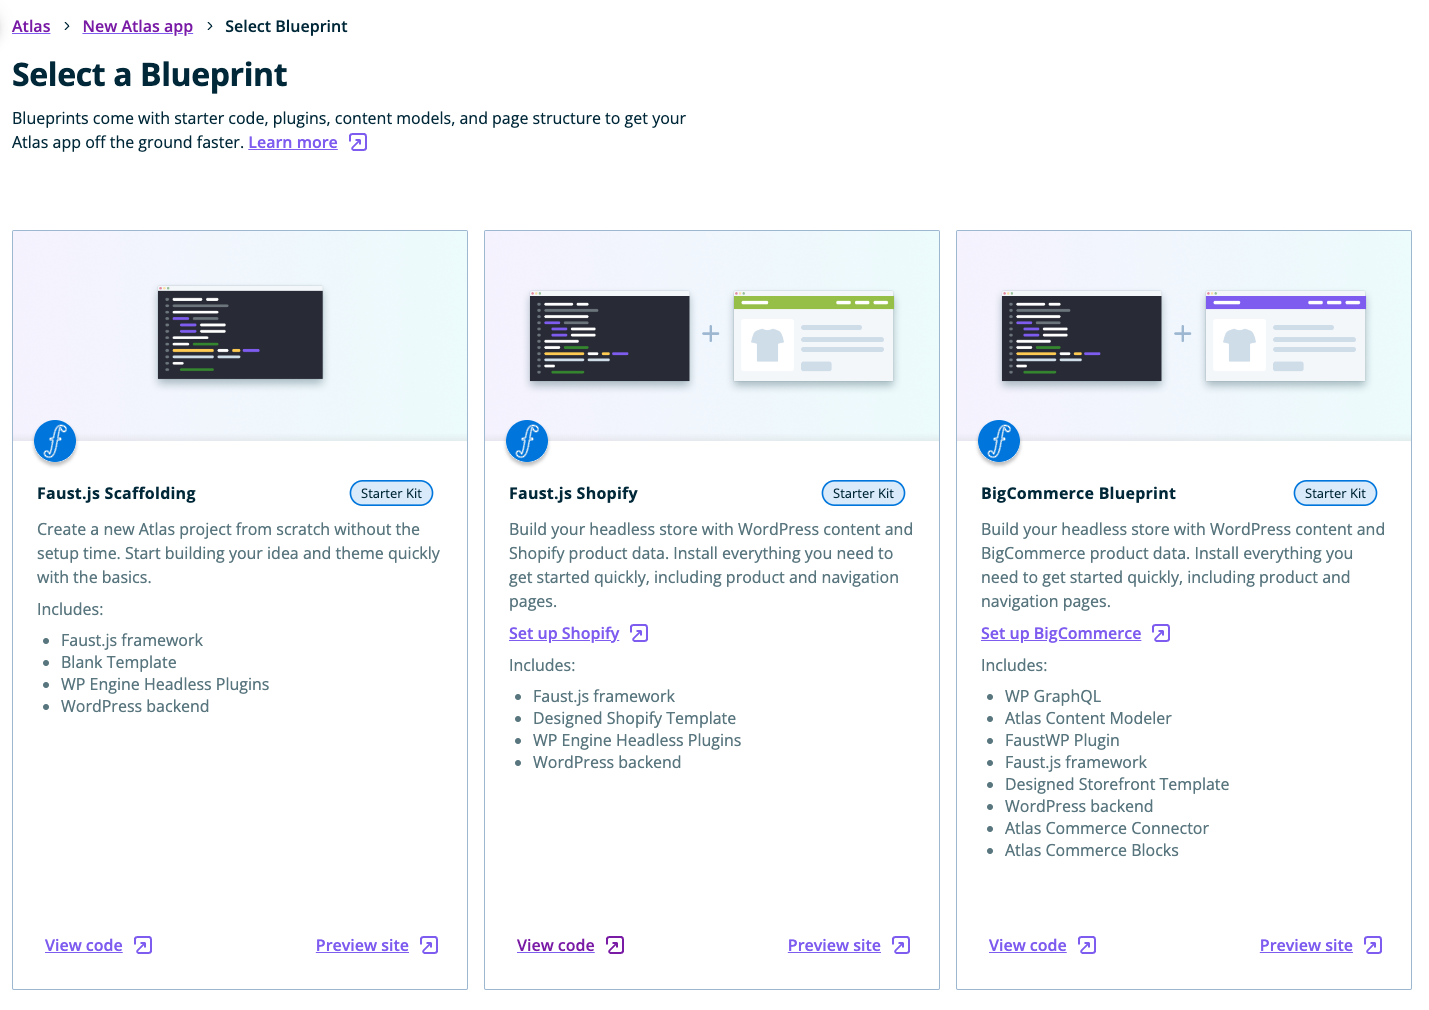 Atlas > New Atlas app > Select Blueprint
Select a Blueprint
Blueprints come with starter code, plugins, content models, and page structure to get your
Atlas app off the ground faster. Learn more
Faust.js Scaffolding
Starter Kit
Create a new Atlas project from scratch without the
setup time. Start building your idea and theme quickly
with the basics.
Includes:
• Faust.js framework
• Blank Template
• WP Engine Headless Plugins
• WordPress backend
View code
Preview site
Faust.js Shopify
Starter Kit
Build your headless store with WordPress content and
Shopify product data. Install everything you need to
get started quickly, including product and navigation
pages.
Set up Shopify
Includes:
• Faust.js framework
• Designed Shopify Template
• WP Engine Headless Plugins
• WordPress backend
View code
Preview site
BigCommerce Blueprint
Starter Kit
Build your headless store with WordPress content and
BigCommerce product data. Install everything you
need to get started quickly, including product and
navigation pages.
Set up BigCommerce
Includes:
• WP GraphQL
• Atlas Content Modeler
• FaustWP Plugin
• Faust.js framework
• Designed Storefront Template
• WordPress backend
• Atlas Commerce Connector
• Atlas Commerce Blocks
View code
Preview site